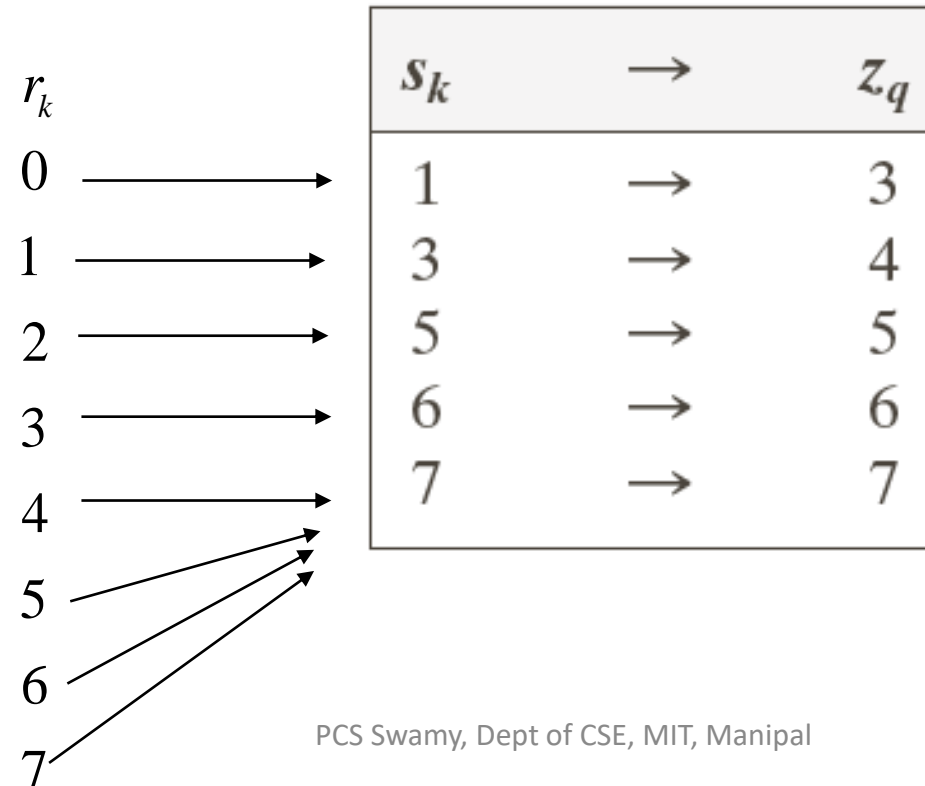 r_k
0
1
2
3
4
5
6
7
s_k → z_q
1 → 3
3 → 4
5 → 5
6 → 6
7 → 7
PCS Swamy, Dept of CSE, MIT, Manipal